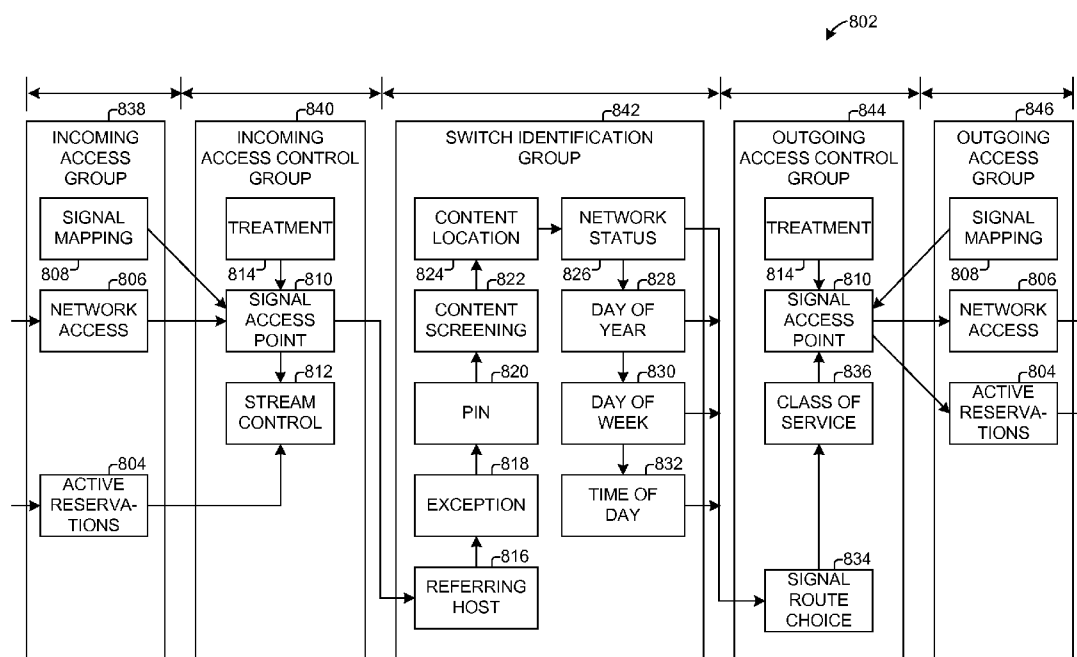 802
838
INCOMING
ACCESS
GROUP
SIGNAL
MAPPING
808
806
NETWORK
ACCESS
804
ACTIVE
RESERVA-
TIONS
840
INCOMING
ACCESS CONTROL
GROUP
TREATMENT
814
810
SIGNAL
ACCESS
POINT
812
STREAM
CONTROL
842
SWITCH IDENTIFICATION
GROUP
CONTENT
LOCATION
824
822
CONTENT
SCREENING
820
PIN
818
EXCEPTION
816
REFERRING
HOST
NETWORK
STATUS
826
828
DAY OF
YEAR
830
DAY OF
WEEK
832
TIME OF
DAY
844
OUTGOING
ACCESS CONTROL
GROUP
TREATMENT
814
810
SIGNAL
ACCESS
POINT
836
CLASS OF
SERVICE
834
SIGNAL
ROUTE
CHOICE
846
OUTGOING
ACCESS
GROUP
SIGNAL
MAPPING
808
806
NETWORK
ACCESS
804
ACTIVE
RESERVA-
TIONS